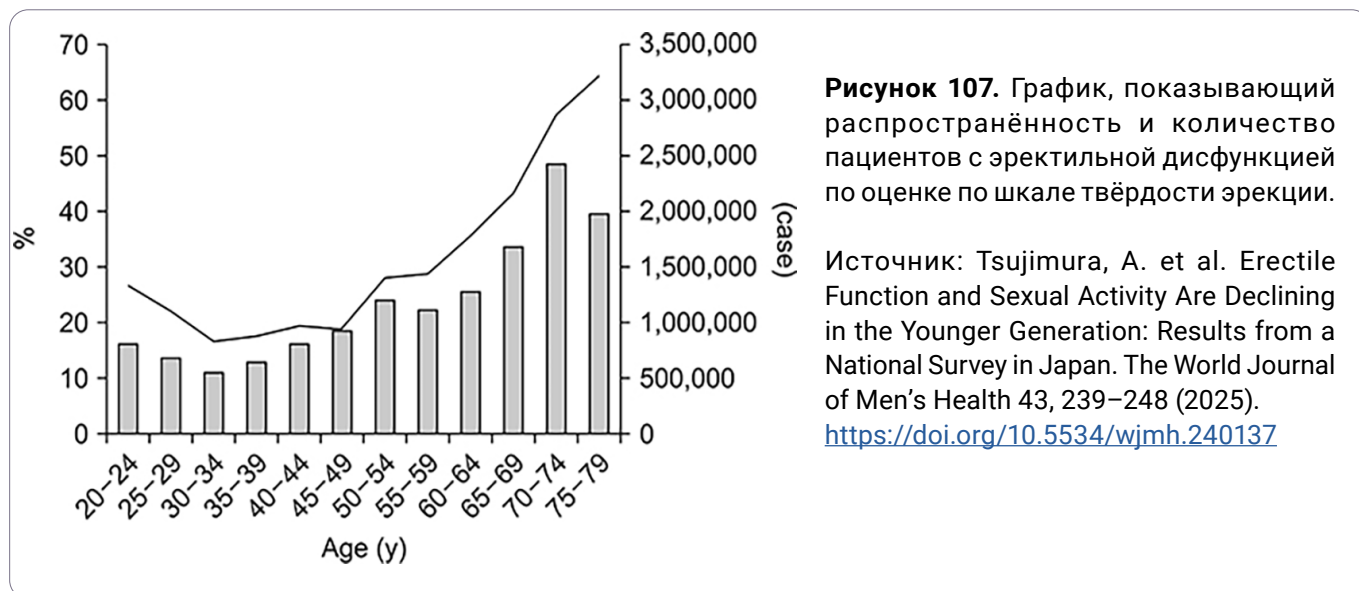 70
60
50
40
30
20
10
0
%
3,500,000
3,000,000
2,500,000
2,000,000
1,500,000
1,000,000
500,000
0
(case)
20–24
25–29
30–34
35–39
40–44
45–49
50–54
55–59
60–64
65–69
70–74
75–79
Age (y)
Рисунок 107. График, показывающий
распространённость и количество
пациентов с эректильной дисфункцией
по оценке по шкале твёрдости эрекции.
Источник: Tsujimura, A. et al. Erectile
Function and Sexual Activity Are Declining
in the Younger Generation: Results from a
National Survey in Japan. The World Journal
of Men’s Health 43, 239–248 (2025).
https://doi.org/10.5534/wjmh.240137